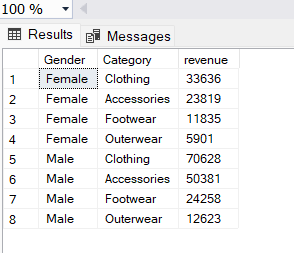 100 %
Results Messages
Gender Category revenue
1 Female Clothing 33636
2 Female Accessories 23819
3 Female Footwear 11835
4 Female Outerwear 5901
5 Male Clothing 70628
6 Male Accessories 50381
7 Male Footwear 24258
8 Male Outerwear 12623